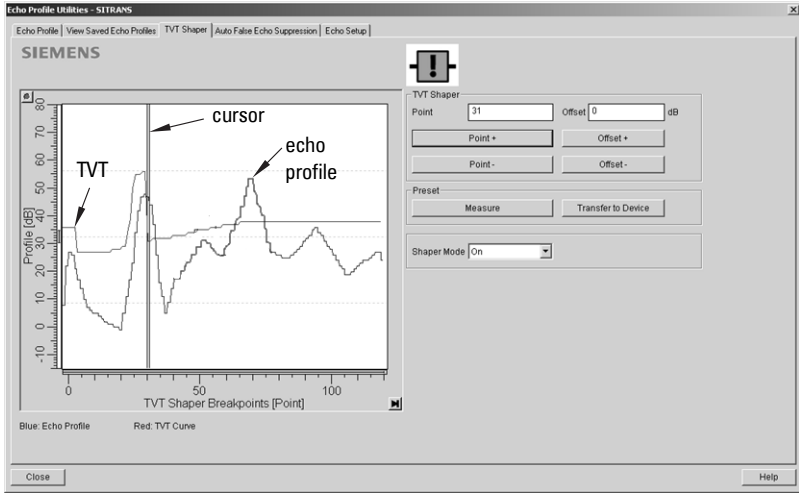 Echo Profile Utilities - SITRANS
Echo Profile View Saved Echo Profiles TVT Shaper Auto False Echo Suppression Echo Setup
SIEMENS
cursor
echo
profile
TVT
Profile [dB]
80
70
60
50
40
30
20
10
0
-10
0 50 100
TVT Shaper Breakpoints [Point]
Blue: Echo Profile Red: TVT Curve
TVT Shaper
Point 31 Offset 0 dB
Point + Offset +
Point - Offset -
Preset
Measure Transfer to Device
Shaper Mode On
Close Help